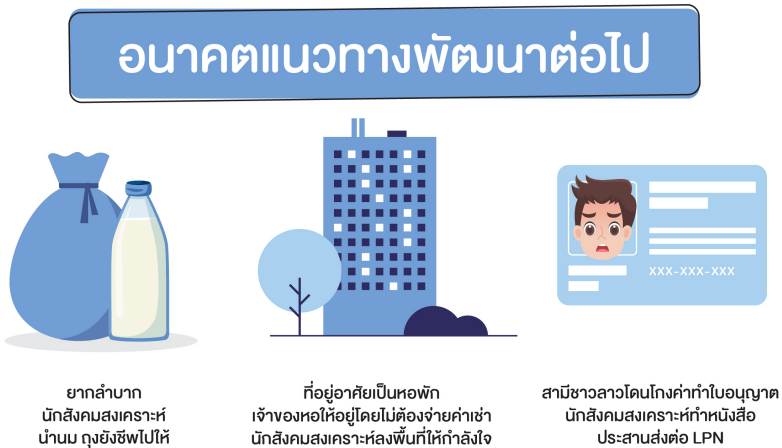 อนาคตแนวทางพัฒนาต่อไป
XXX-XXX-XXX
ยากลำบาก
นักสังคมสงเคราะห์
นำนม ถุงยังชีพไปให้
ที่อยู่อาศัยเป็นหอพัก
เจ้าของหอให้อยู่โดยไม่ต้องจ่ายค่าเช่า
นักสังคมสงเคราะห์ลงพื้นที่ให้กำลังใจ
สามีชาวลาวโดนโกงค่าทำใบอนุญาต
นักสังคมสงเคราะห์ทำหนังสือ
ประสานส่งต่อ LPN